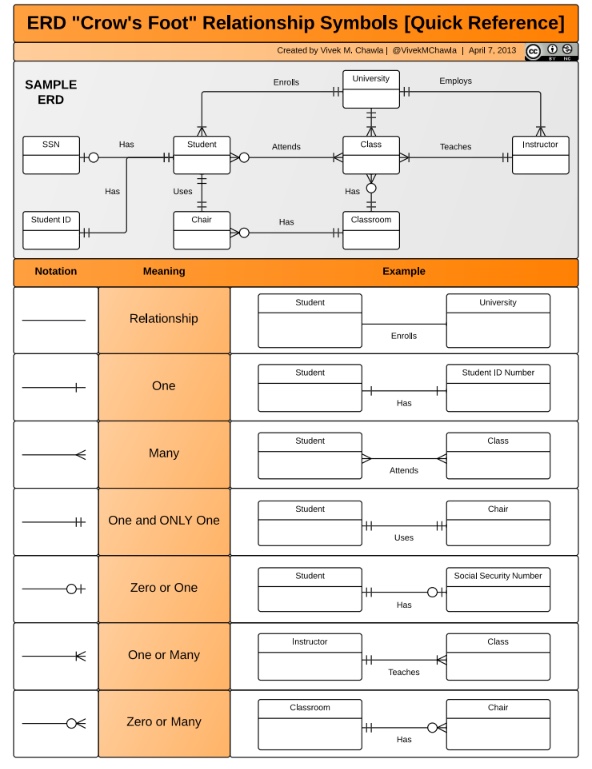 ERD "Crow's Foot" Relationship Symbols [Quick Reference]
Created by Vivek M. Chawla | @VivekMChawla | April 7, 2013
cc
BY NC
SAMPLE
ERD
University
Enrolls
Employs
SSN
Has
Student
Attends
Class
Teaches
Instructor
Has
Uses
Has
Student ID
Chair
Has
Classroom
Notation Meaning Example
Relationship
Student
University
Enrolls
One
Student
Student ID Number
Has
Many
Student
Class
Attends
One and ONLY One
Student
Chair
Uses
Zero or One
Student
Social Security Number
Has
One or Many
Instructor
Class
Teaches
Zero or Many
Classroom
Chair
Has